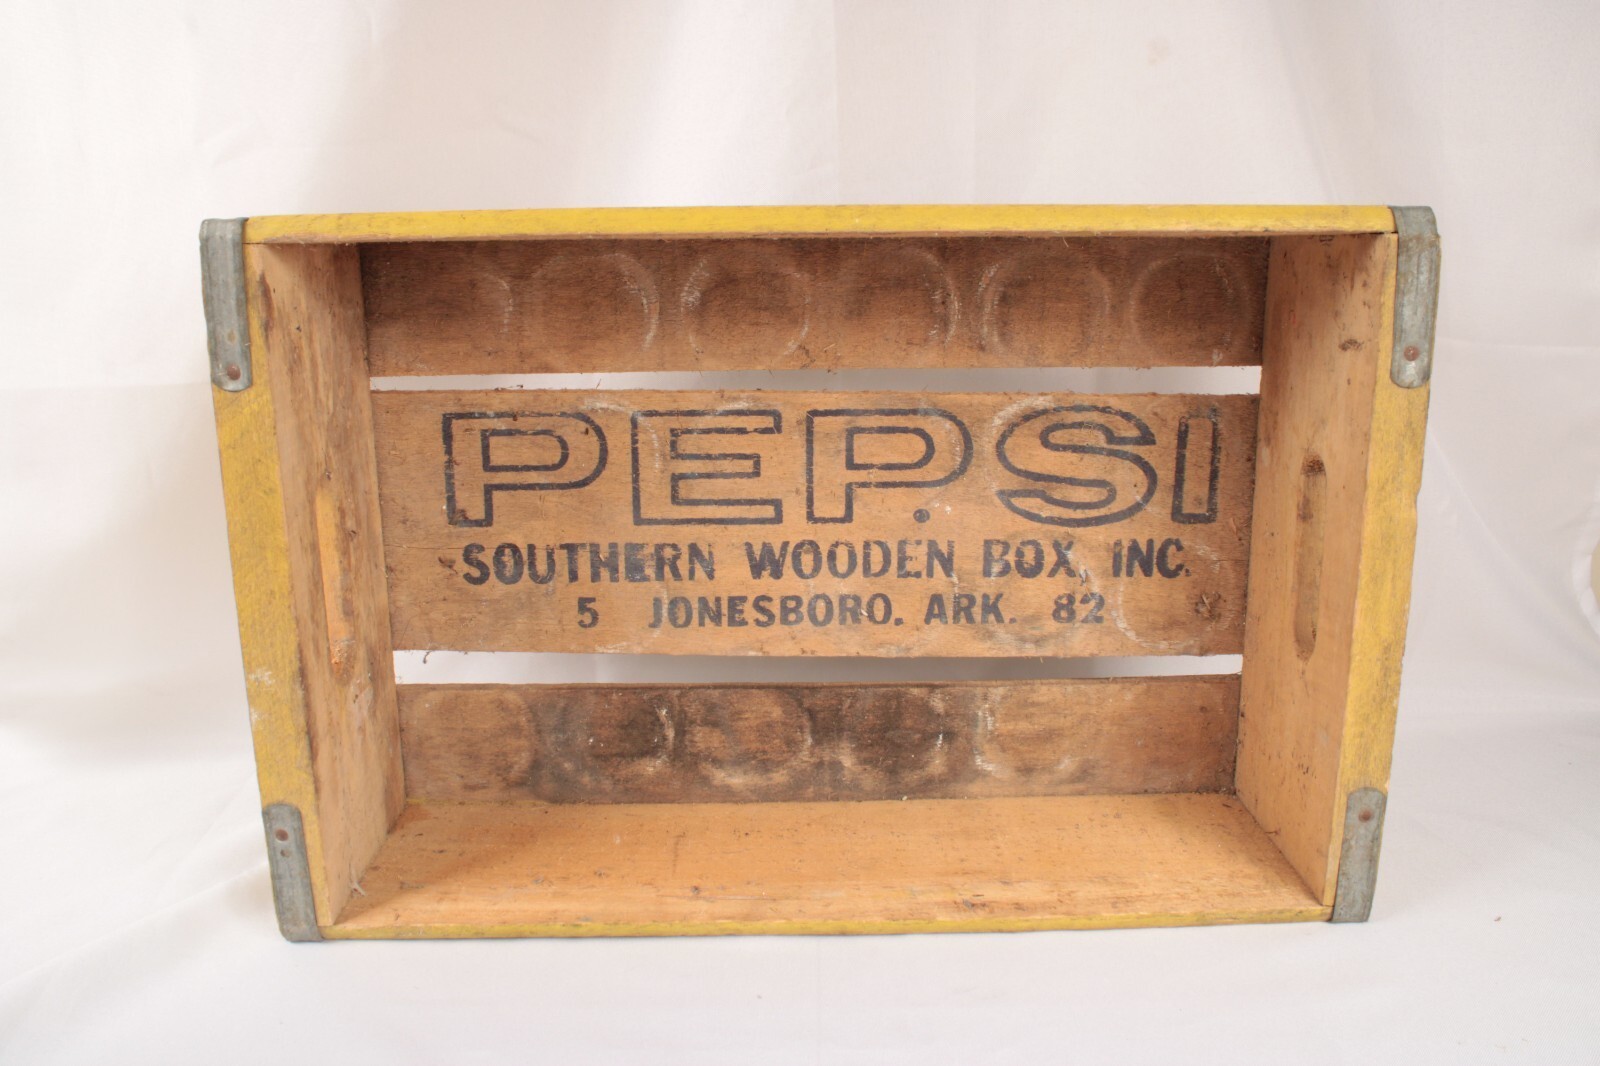 PEPSI
SOUTHERN WOODEN BOX, INC.
5 JONESBORO, ARK. 82